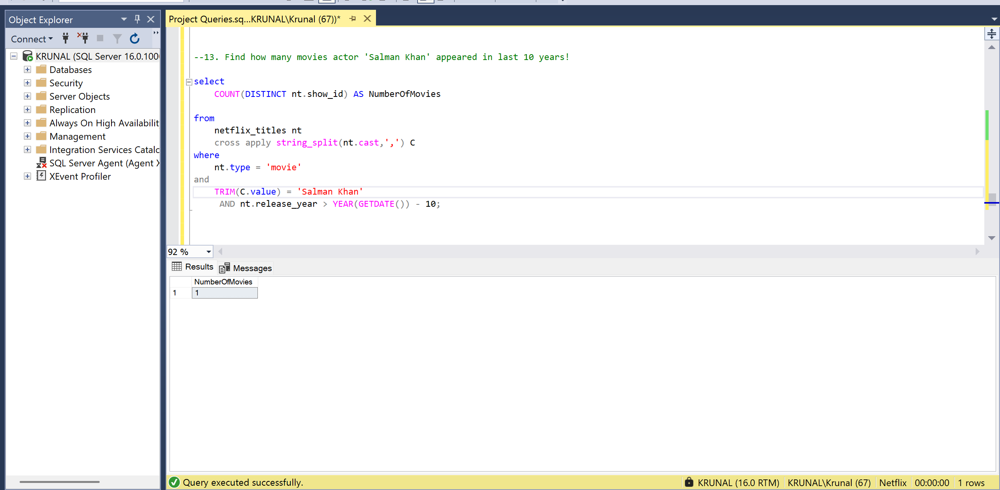 Object Explorer
Connect
KRUNAL (SQL Server 16.0.100
Databases
Security
Server Objects
Replication
Always On High Availabilit
Management
Integration Services Catalo
SQL Server Agent (Agent X
XEvent Profiler
Project Queries.sq...KRUNAL\Krunal (67))*
--13. Find how many movies actor 'Salman Khan' appeared in last 10 years!
select
COUNT(DISTINCT nt.show_id) AS NumberOfMovies
from
netflix_titles nt
cross apply string_split(nt.cast,',') C
where
nt.type = 'movie'
and
TRIM(C.value) = 'Salman Khan'
AND nt.release_year > YEAR(GETDATE()) - 10;
92 %
Results Messages
NumberOfMovies
1 1
Query executed successfully. KRUNAL (16.0 RTM) KRUNAL\Krunal (67) Netflix 00:00:00 1 rows